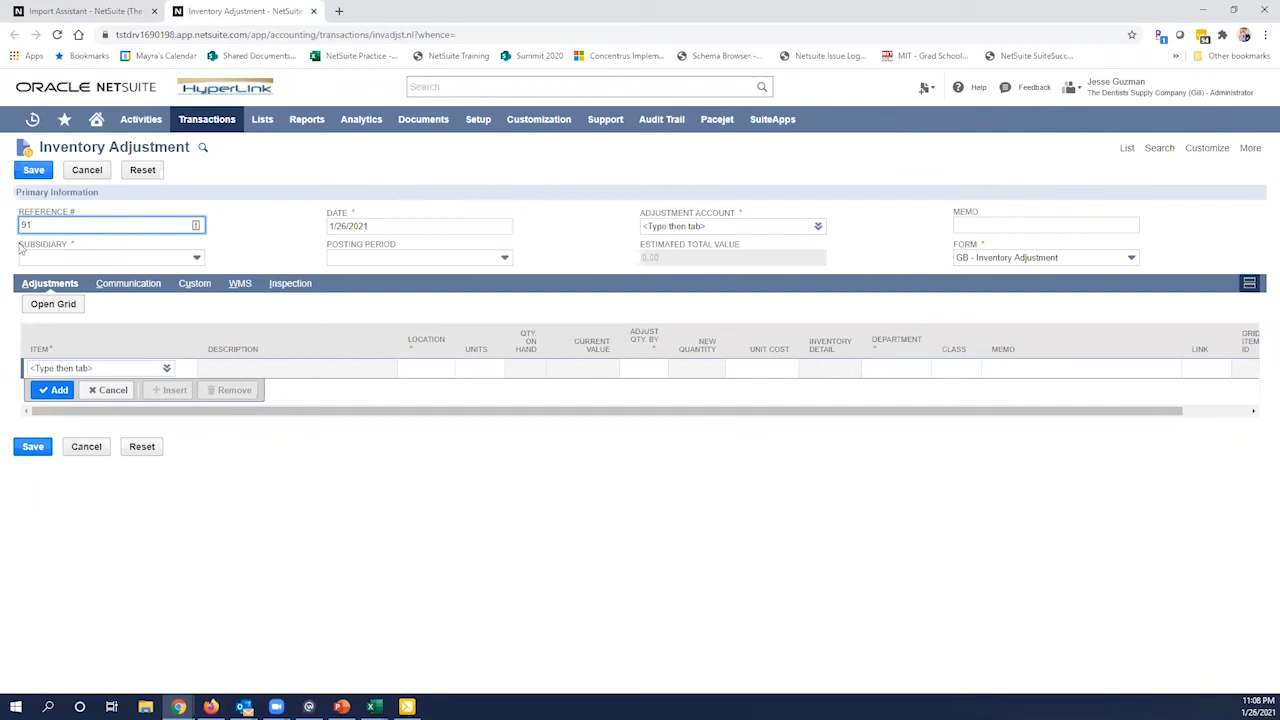 Import Assistant - NetSuite (The
Inventory Adjustment - NetSuite
tstdrv1690198.app.netsuite.com/app/accounting/transactions/invadjst.nl?whence=
Apps
Bookmarks
Mayra's Calendar
Shared Documents...
NetSuite Practice -...
NetSuite Training
Summit 2020
Concentrus Implem...
Schema Browser -...
NetSuite Issue Log...
MIT - Grad School...
NetSuite SuiteSucc...
»
Other bookmarks
ORACLE NETSUITE
HyperLink
Search
Help
Feedback
Jesse Guzman
The Dentists Supply Company (Gill) - Administrator
Activities
Transactions
Lists
Reports
Analytics
Documents
Setup
Customization
Support
Audit Trail
Pacejet
SuiteApps
Inventory Adjustment
List
Search
Customize
More
Save
Cancel
Reset
Primary Information
REFERENCE #
91
DATE *
1/26/2021
ADJUSTMENT ACCOUNT *
<Type then tab>
MEMO
SUBSIDIARY *
POSTING PERIOD
ESTIMATED TOTAL VALUE
0.00
FORM *
GB - Inventory Adjustment
Adjustments
Communication
Custom
WMS
Inspection
Open Grid
ITEM *
DESCRIPTION
LOCATION *
UNITS
QTY. ON HAND
CURRENT VALUE
ADJUST QTY. BY *
NEW QUANTITY
UNIT COST
INVENTORY DETAIL
DEPARTMENT *
CLASS
MEMO
LINK
GRID ITEM ID
<Type then tab>
Add
Cancel
Insert
Remove
Save
Cancel
Reset
11:08 PM
1/26/2021